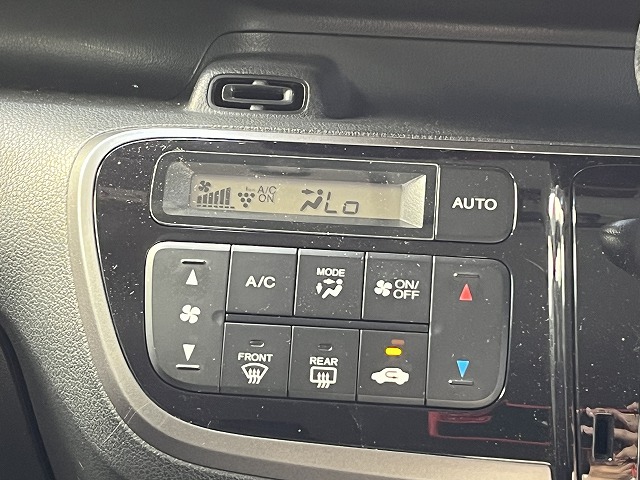 A/C
ON
Lo
AUTO
A/C
MODE
ON/
OFF
FRONT
REAR